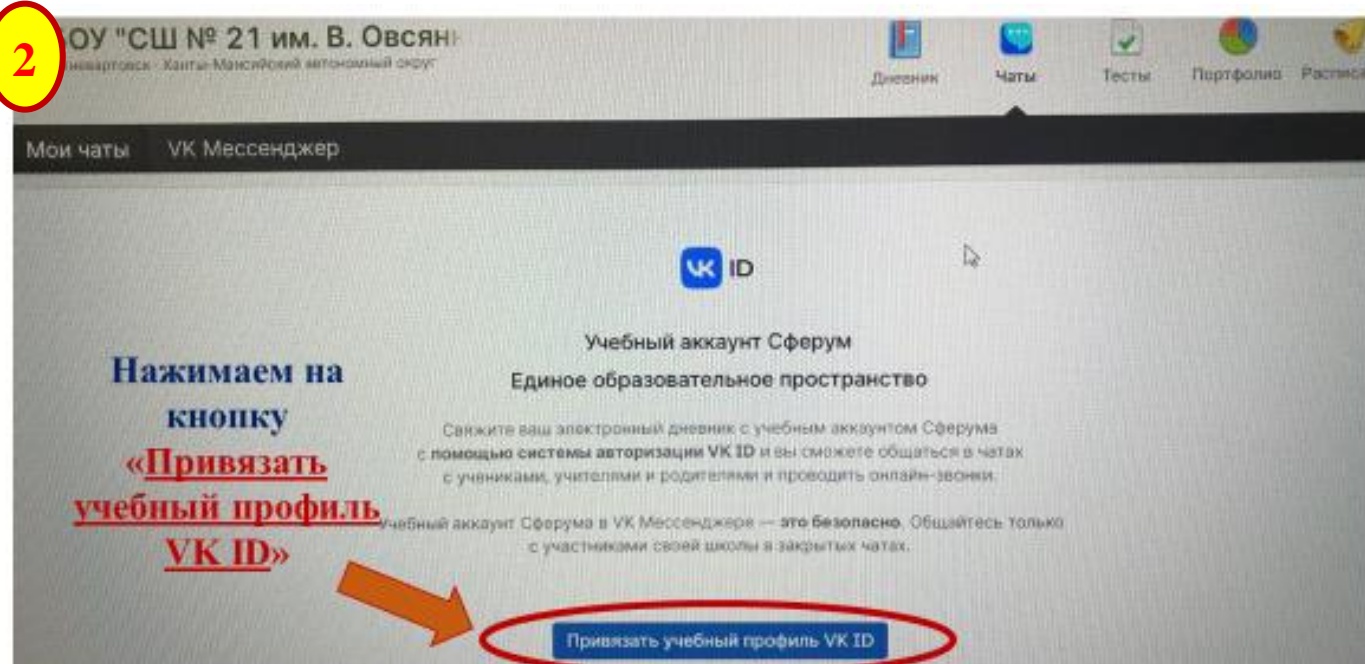 2
ОУ "СШ № 21 им. В. Овсян
Нижневартовск · Ханты-Мансийский автономный округ
Дневник Чаты Тесты Портфолио
Мои чаты VK Мессенджер
VK ID
Учебный аккаунт Сферум
Единое образовательное пространство
Свяжите ваш электронный дневник с учебным аккаунтом Сферума
с помощью системы авторизации VK ID и вы сможете общаться в чатах
с учениками, учителями и родителями и проводить онлайн-звонки.
Учебный аккаунт Сферума в VK Мессенджере — это безопасно. Общайтесь только
с участниками своей школы в закрытых чатах.
Нажимаем на
кнопку
«Привязать
учебный профиль
VK ID»
Привязать учебный профиль VK ID